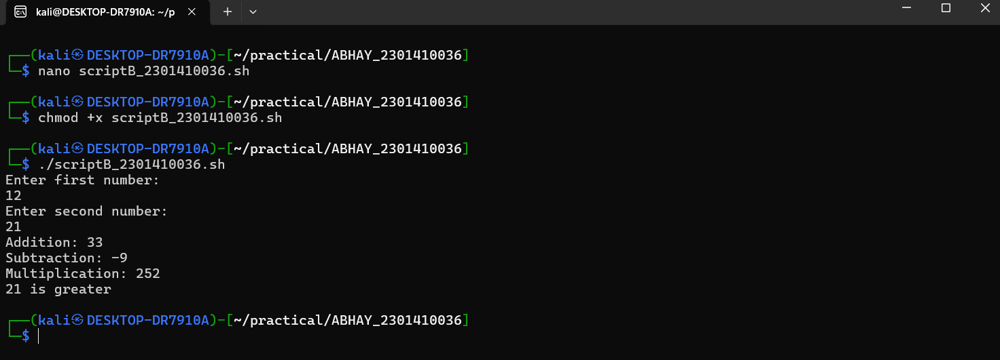 kali@DESKTOP-DR7910A: ~/p
┌──(kali㉿DESKTOP-DR7910A)-[~/practical/ABHAY_2301410036]
└─$ nano scriptB_2301410036.sh
┌──(kali㉿DESKTOP-DR7910A)-[~/practical/ABHAY_2301410036]
└─$ chmod +x scriptB_2301410036.sh
┌──(kali㉿DESKTOP-DR7910A)-[~/practical/ABHAY_2301410036]
└─$ ./scriptB_2301410036.sh
Enter first number:
12
Enter second number:
21
Addition: 33
Subtraction: -9
Multiplication: 252
21 is greater
┌──(kali㉿DESKTOP-DR7910A)-[~/practical/ABHAY_2301410036]
└─$